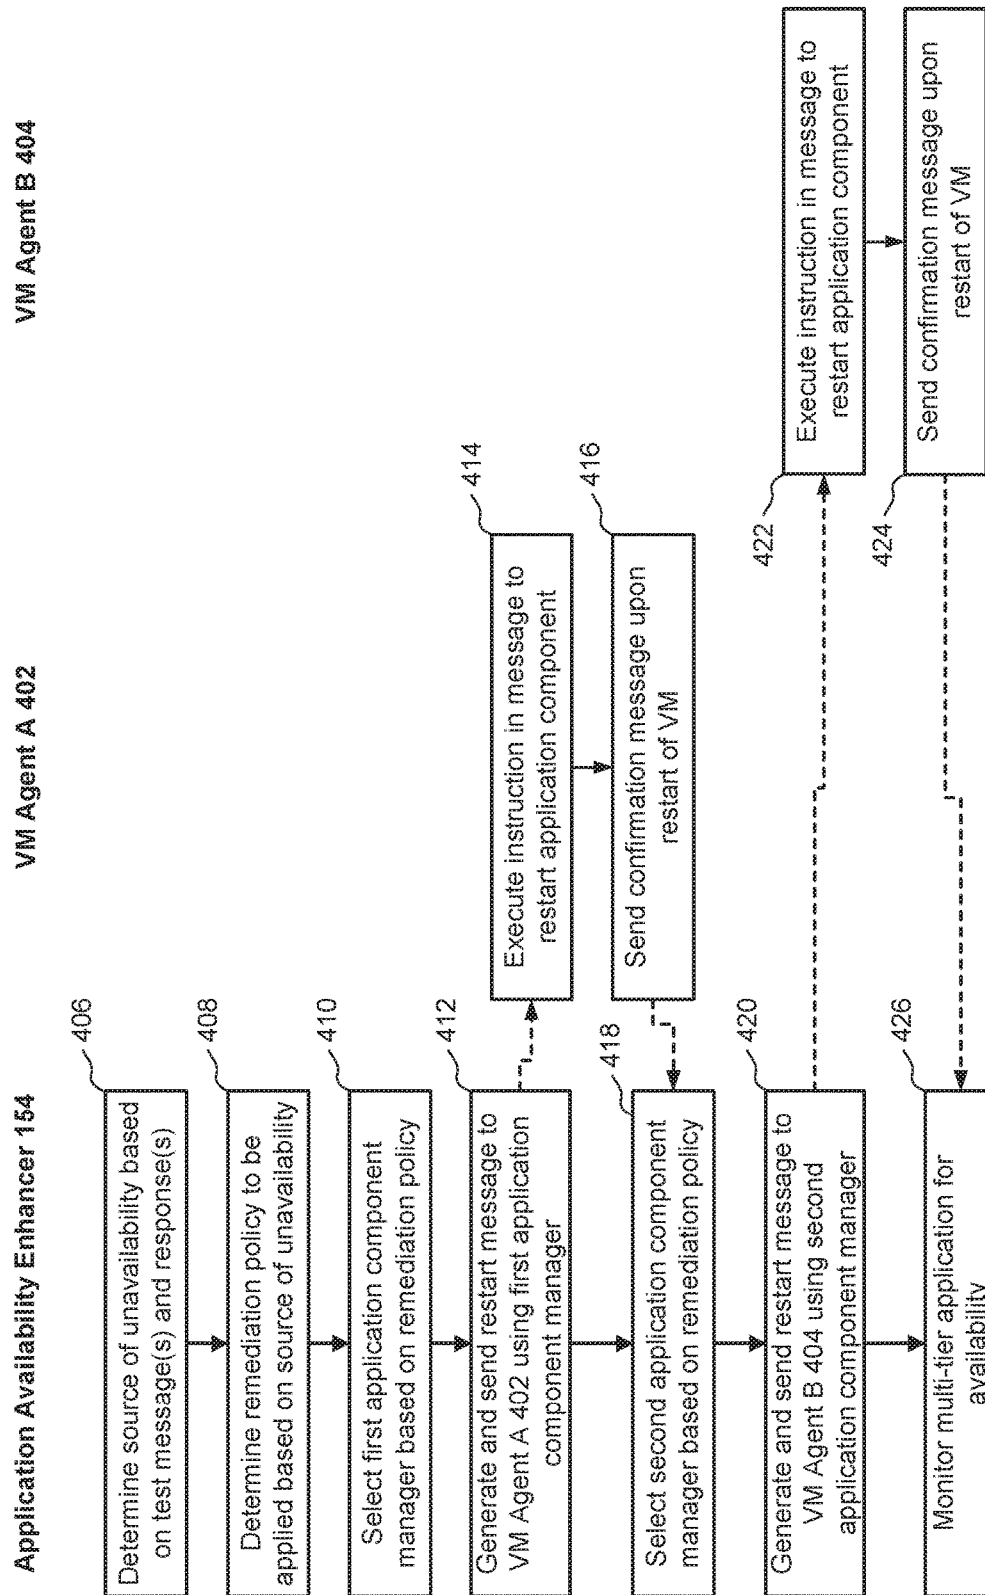 Application Availability Enhancer 154
VM Agent A 402
VM Agent B 404
406
Determine source of unavailability based
on test message(s) and response(s)
408
Determine remediation policy to be
applied based on source of unavailability
410
Select first application component
manager based on remediation policy
412
Generate and send restart message to
VM Agent A 402 using first application
component manager
414
Execute instruction in message to
restart application component
416
Send confirmation message upon
restart of VM
418
Select second application component
manager based on remediation policy
420
Generate and send restart message to
VM Agent B 404 using second
application component manager
422
Execute instruction in message to
restart application component
424
Send confirmation message upon
restart of VM
426
Monitor multi-tier application for
availability